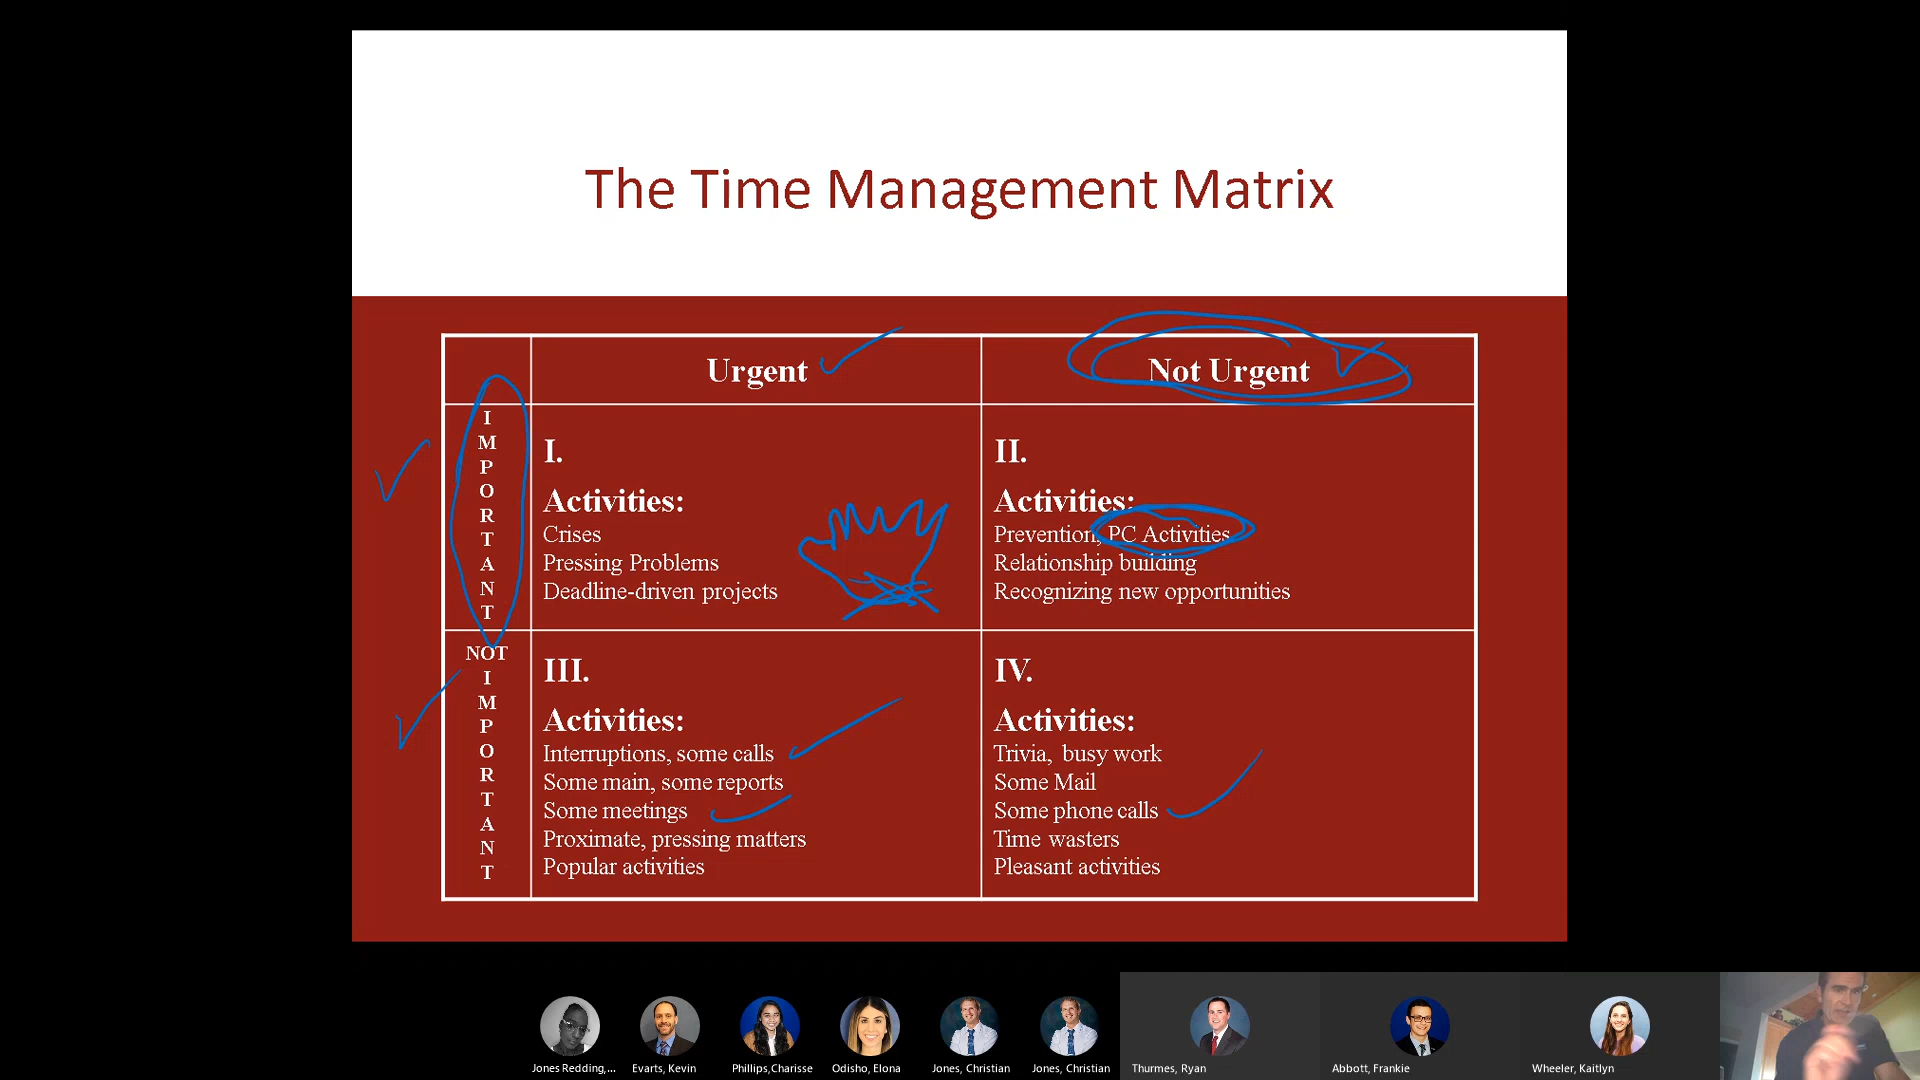 The Time Management Matrix
Urgent
Not Urgent
IMPORTANT
I.
Activities:
Crises
Pressing Problems
Deadline-driven projects
II.
Activities:
Prevention, PC Activities
Relationship building
Recognizing new opportunities
NOT
IMPORTANT
III.
Activities:
Interruptions, some calls
Some main, some reports
Some meetings
Proximate, pressing matters
Popular activities
IV.
Activities:
Trivia, busy work
Some Mail
Some phone calls
Time wasters
Pleasant activities
Jones Redding,...
Evarts, Kevin
Phillips,Charisse
Odisho, Elona
Jones, Christian
Jones, Christian
Thurmes, Ryan
Abbott, Frankie
Wheeler, Kaitlyn